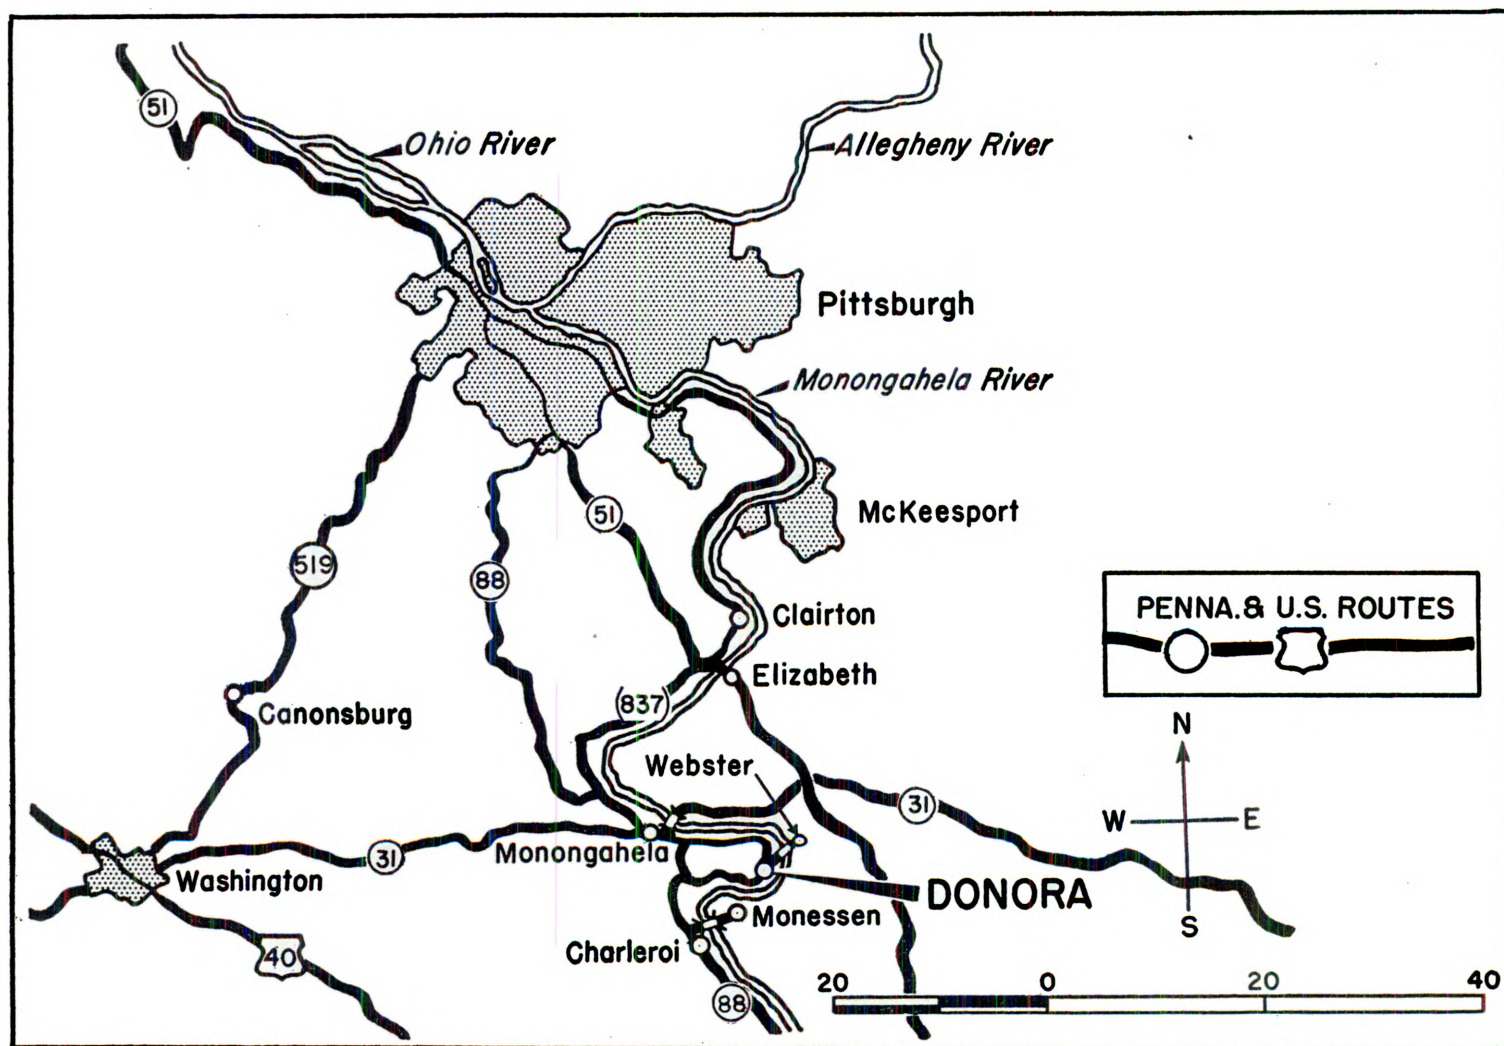 51
Ohio River
Allegheny River
Pittsburgh
Monongahela River
51
McKeesport
519
88
PENNA. & U.S. ROUTES
Clairton
Elizabeth
837
Canonsburg
N
Webster
31
W E
Monongahela
31
Washington
DONORA
Monessen
S
Charleroi
40
88
20 0 20 40